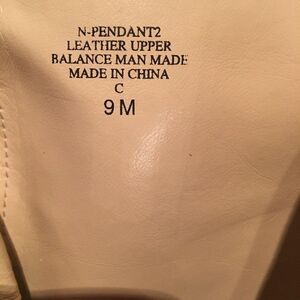 N-PENDANT2
LEATHER UPPER
BALANCE MAN MADE
MADE IN CHINA
C
9 M